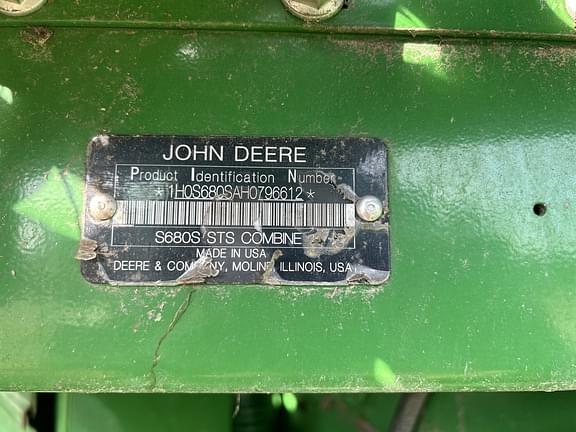 JOHN DEERE
Product Identification Number
*1H0S680SAH0796612*
S680S STS COMBINE
MADE IN USA
DEERE & COMPANY, MOLINE, ILLINOIS, USA